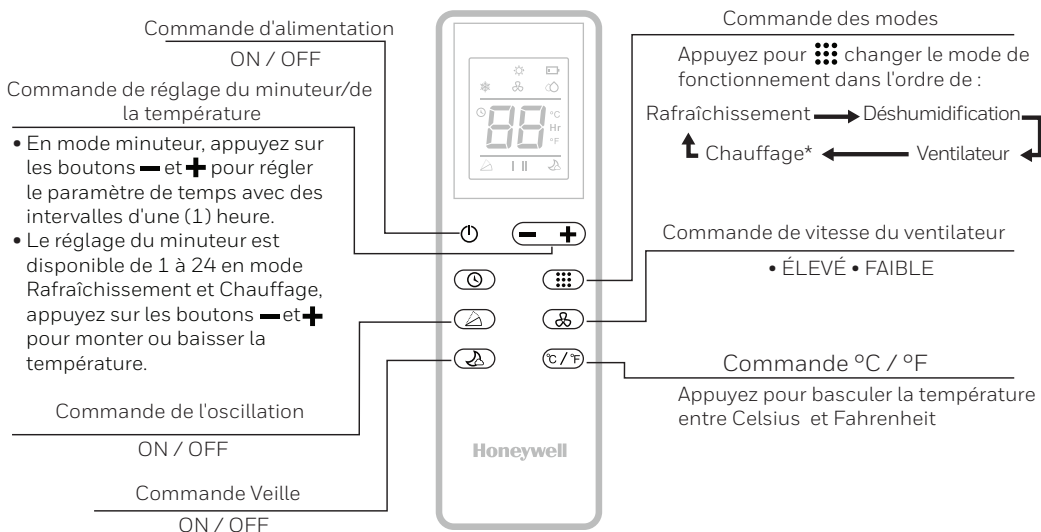 Commande d'alimentation
ON / OFF
Commande de réglage du minuteur/de
la température
• En mode minuteur, appuyez sur
les boutons — et + pour régler
le paramètre de temps avec des
intervalles d'une (1) heure.
• Le réglage du minuteur est
disponible de 1 à 24 en mode
Rafraîchissement et Chauffage,
appuyez sur les boutons — et +
pour monter ou baisser la
température.
Commande de l'oscillation
ON / OFF
Commande Veille
ON / OFF
88
°C
Hr
°F
I II
— +
°C / °F
Honeywell
Commande des modes
Appuyez pour changer le mode de
fonctionnement dans l'ordre de :
Rafraîchissement Déshumidification
Chauffage* Ventilateur
Commande de vitesse du ventilateur
• ÉLEVÉ • FAIBLE
Commande °C / °F
Appuyez pour basculer la température
entre Celsius et Fahrenheit